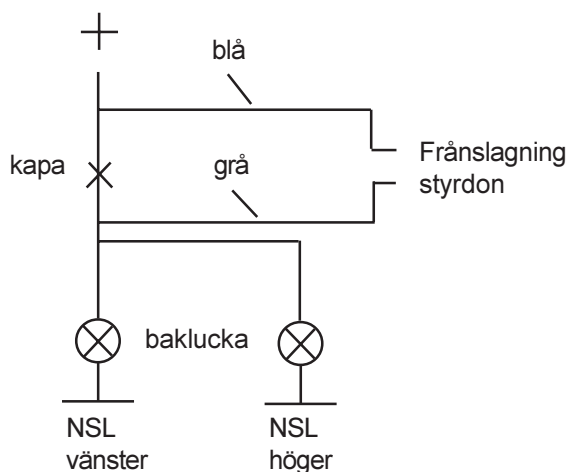 blå
kapa
grå
Frånslagning
styrdon
baklucka
NSL
vänster
NSL
höger